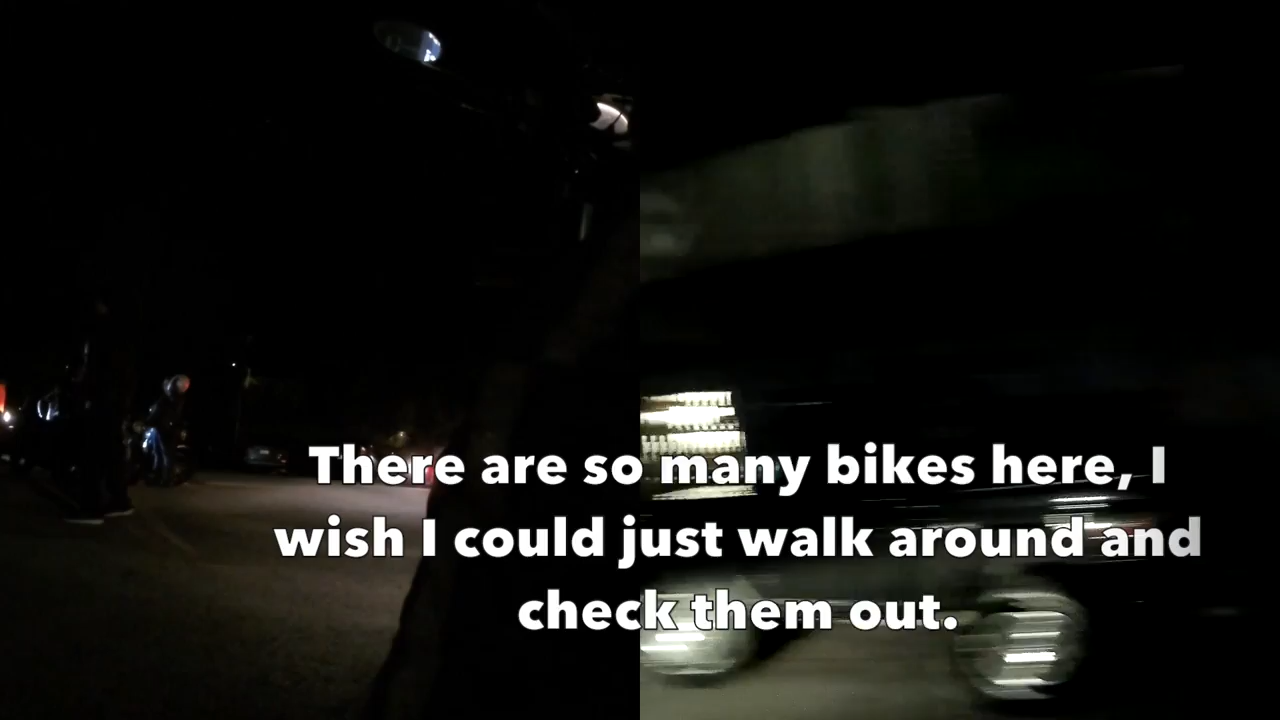 There are so many bikes here, I
wish I could just walk around and
check them out.